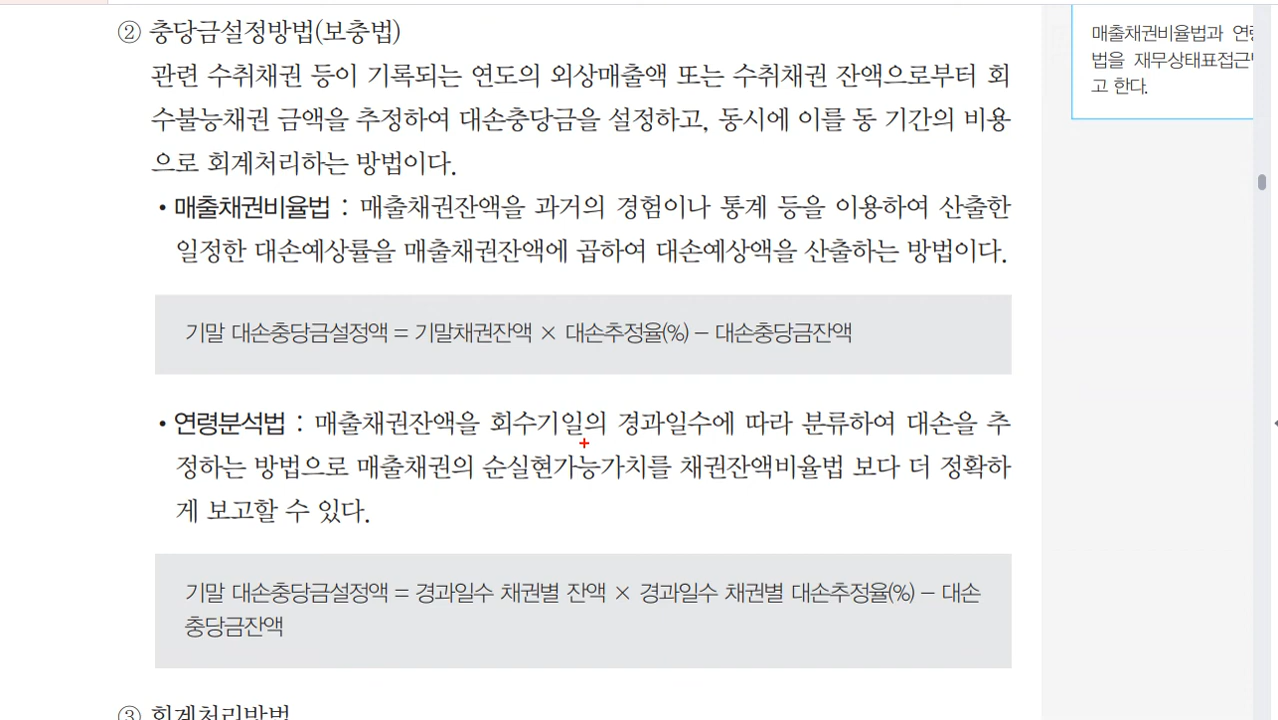 ② 충당금설정방법(보충법)
관련 수취채권 등이 기록되는 연도의 외상매출액 또는 수취채권 잔액으로부터 회
수불능채권 금액을 추정하여 대손충당금을 설정하고, 동시에 이를 동 기간의 비용
으로 회계처리하는 방법이다.
• 매출채권비율법 : 매출채권잔액을 과거의 경험이나 통계 등을 이용하여 산출한
일정한 대손예상률을 매출채권잔액에 곱하여 대손예상액을 산출하는 방법이다.
기말 대손충당금설정액 = 기말채권잔액 × 대손추정율(%) – 대손충당금잔액
• 연령분석법 : 매출채권잔액을 회수기일의 경과일수에 따라 분류하여 대손을 추
정하는 방법으로 매출채권의 순실현가능가치를 채권잔액비율법 보다 더 정확하
게 보고할 수 있다.
기말 대손충당금설정액 = 경과일수 채권별 잔액 × 경과일수 채권별 대손추정율(%) – 대손
충당금잔액
③ 회계처리방법
매출채권비율법과
법을 재무상태표접근
고 한다.